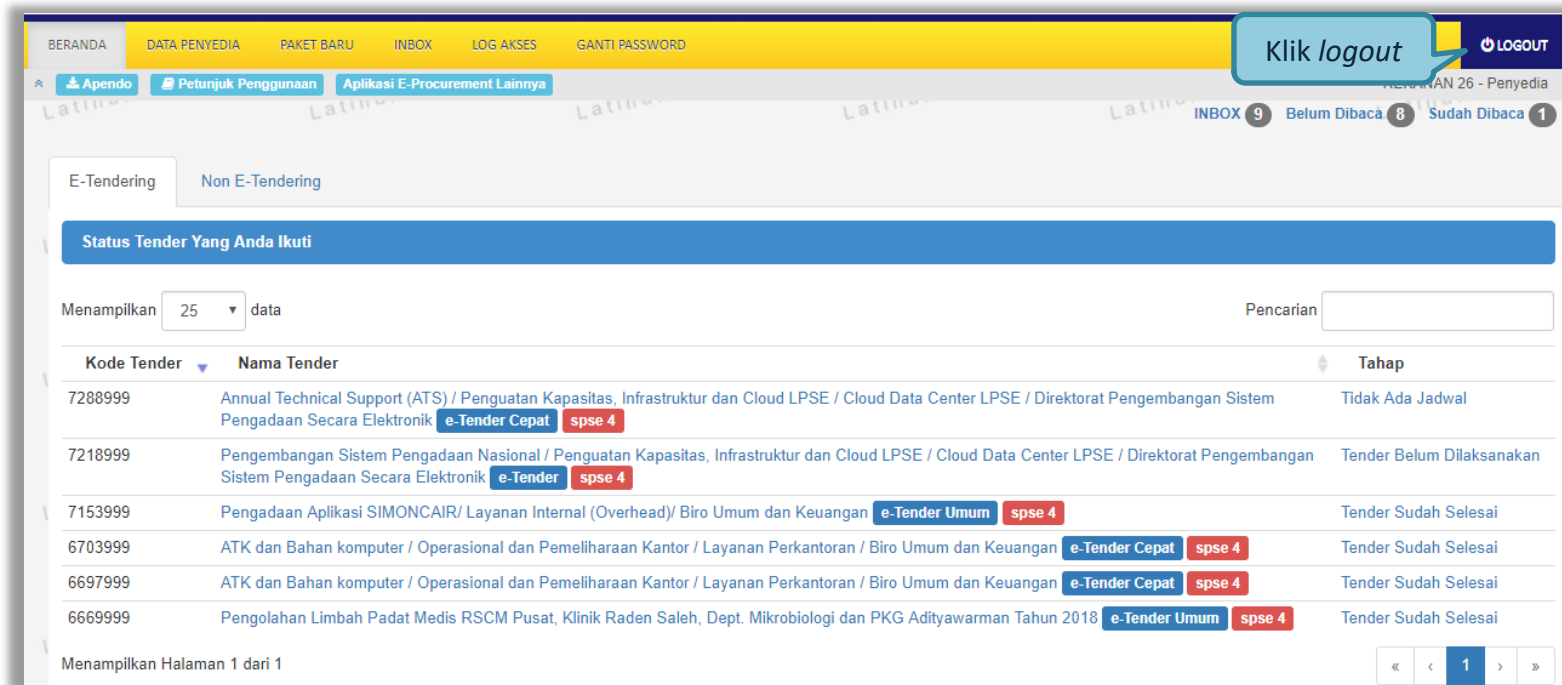 BERANDA DATA PENYEDIA PAKET BARU INBOX LOG AKSES GANTI PASSWORD Klik logout LOGOUT
Apendo Petunjuk Penggunaan Aplikasi E-Procurement Lainnya 26 - Penyedia
INBOX 9 Belum Dibaca 8 Sudah Dibaca 1
E-Tendering Non E-Tendering
Status Tender Yang Anda Ikuti
Menampilkan 25 data Pencarian
Kode Tender Nama Tender Tahap
7288999 Annual Technical Support (ATS) / Penguatan Kapasitas, Infrastruktur dan Cloud LPSE / Cloud Data Center LPSE / Direktorat Pengembangan Sistem Tidak Ada Jadwal
Pengadaan Secara Elektronik e-Tender Cepat spse 4
7218999 Pengembangan Sistem Pengadaan Nasional / Penguatan Kapasitas, Infrastruktur dan Cloud LPSE / Cloud Data Center LPSE / Direktorat Pengembangan Tender Belum Dilaksanakan
Sistem Pengadaan Secara Elektronik e-Tender spse 4
7153999 Pengadaan Aplikasi SIMONCAIR/ Layanan Internal (Overhead)/ Biro Umum dan Keuangan e-Tender Umum spse 4 Tender Sudah Selesai
6703999 ATK dan Bahan komputer / Operasional dan Pemeliharaan Kantor / Layanan Perkantoran / Biro Umum dan Keuangan e-Tender Cepat spse 4 Tender Sudah Selesai
6697999 ATK dan Bahan komputer / Operasional dan Pemeliharaan Kantor / Layanan Perkantoran / Biro Umum dan Keuangan e-Tender Cepat spse 4 Tender Sudah Selesai
6669999 Pengolahan Limbah Padat Medis RSCM Pusat, Klinik Raden Saleh, Dept. Mikrobiologi dan PKG Adityawarman Tahun 2018 e-Tender Umum spse 4 Tender Sudah Selesai
Menampilkan Halaman 1 dari 1 « ‹ 1 › »